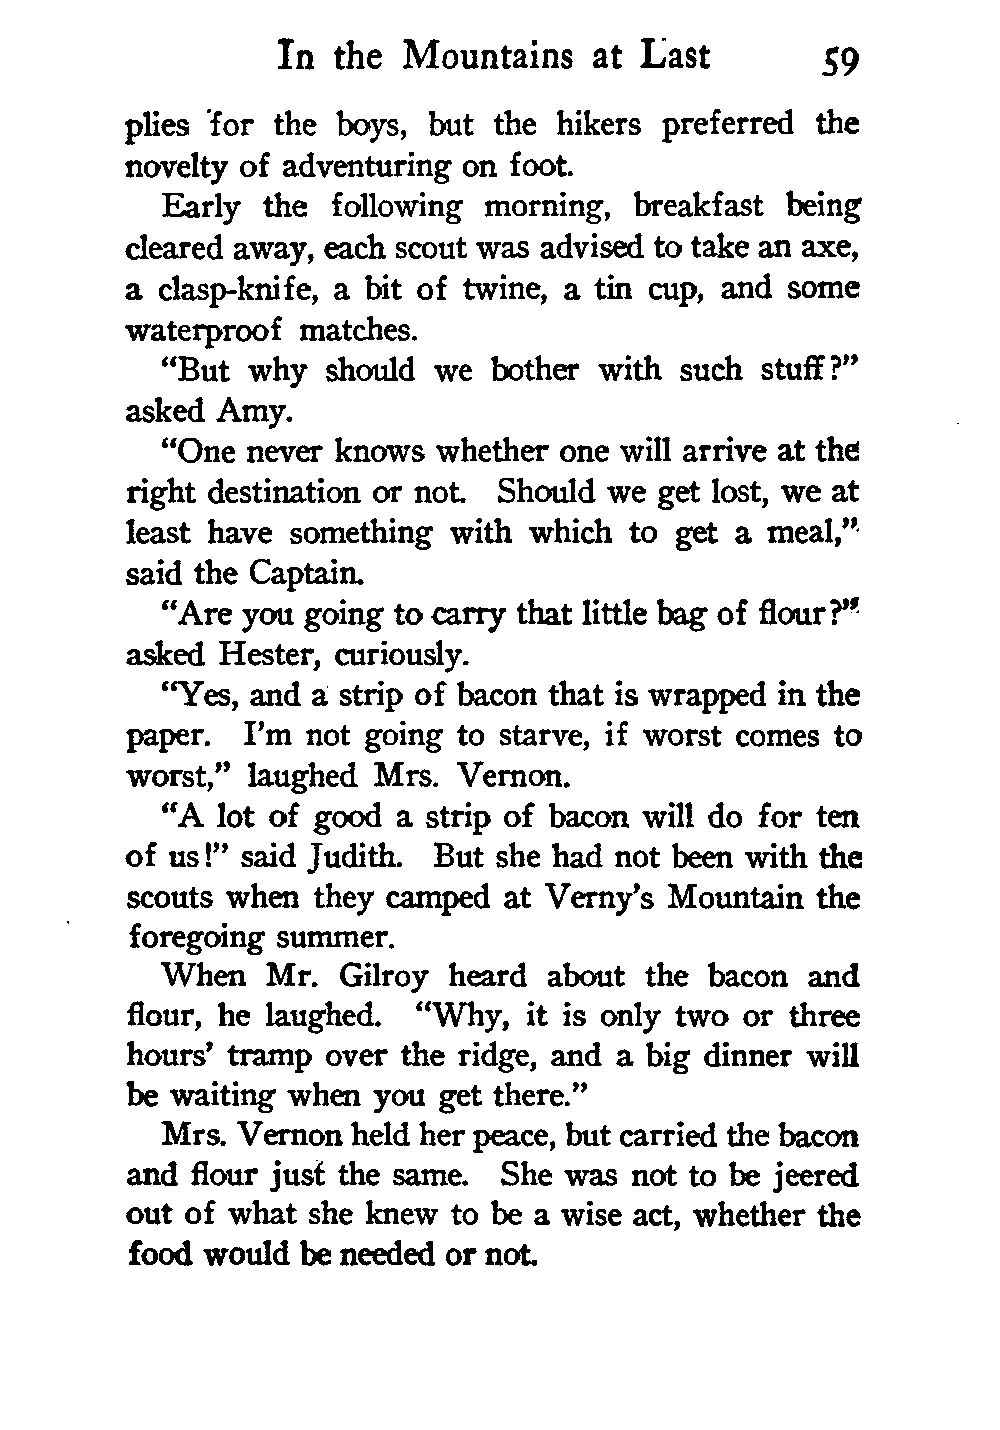 In the Mountains at Last 59
plies for the boys, but the hikers preferred the
novelty of adventuring on foot.
Early the following morning, breakfast being
cleared away, each scout was advised to take an axe,
a clasp-knife, a bit of twine, a tin cup, and some
waterproof matches.
“But why should we bother with such stuff?”
asked Amy.
“One never knows whether one will arrive at the
right destination or not. Should we get lost, we at
least have something with which to get a meal,”
said the Captain.
“Are you going to carry that little bag of flour?”
asked Hester, curiously.
“Yes, and a strip of bacon that is wrapped in the
paper. I’m not going to starve, if worst comes to
worst,” laughed Mrs. Vernon.
“A lot of good a strip of bacon will do for ten
of us!” said Judith. But she had not been with the
scouts when they camped at Verny’s Mountain the
foregoing summer.
When Mr. Gilroy heard about the bacon and
flour, he laughed. “Why, it is only two or three
hours’ tramp over the ridge, and a big dinner will
be waiting when you get there.”
Mrs. Vernon held her peace, but carried the bacon
and flour just the same. She was not to be jeered
out of what she knew to be a wise act, whether the
food would be needed or not.